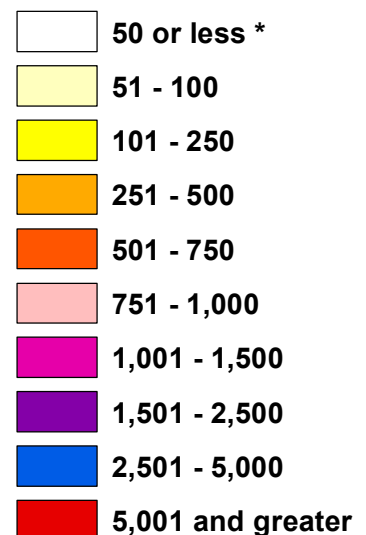 50 or less *
51 - 100
101 - 250
251 - 500
501 - 750
751 - 1,000
1,001 - 1,500
1,501 - 2,500
2,501 - 5,000
5,001 and greater